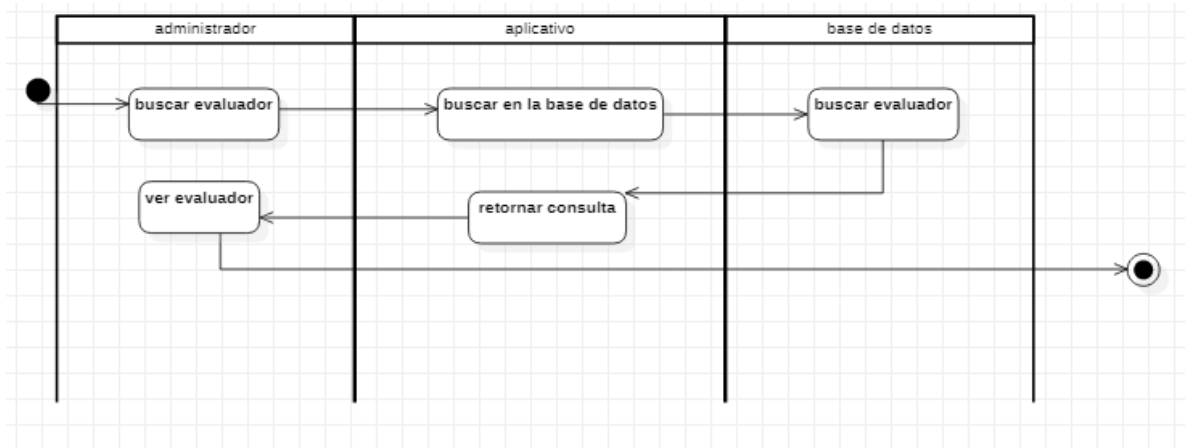 administrador
aplicativo
base de datos
buscar evaluador
buscar en la base de datos
buscar evaluador
ver evaluador
retornar consulta